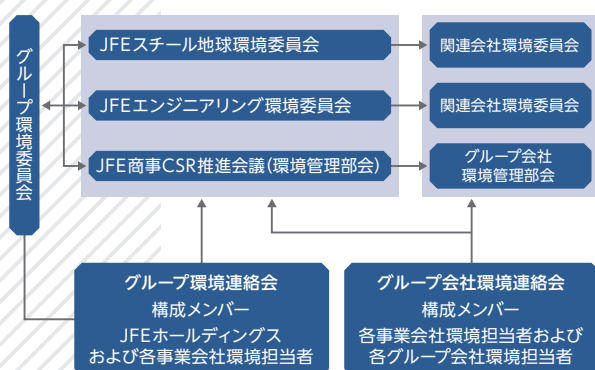 グループ環境委員会
JFEスチール地球環境委員会
関連会社環境委員会
JFEエンジニアリング環境委員会
関連会社環境委員会
JFE商事CSR推進会議(環境管理部会)
グループ会社
環境管理部会
グループ環境連絡会
構成メンバー
JFEホールディングス
および各事業会社環境担当者
グループ会社環境連絡会
構成メンバー
各事業会社環境担当者および
各グループ会社環境担当者